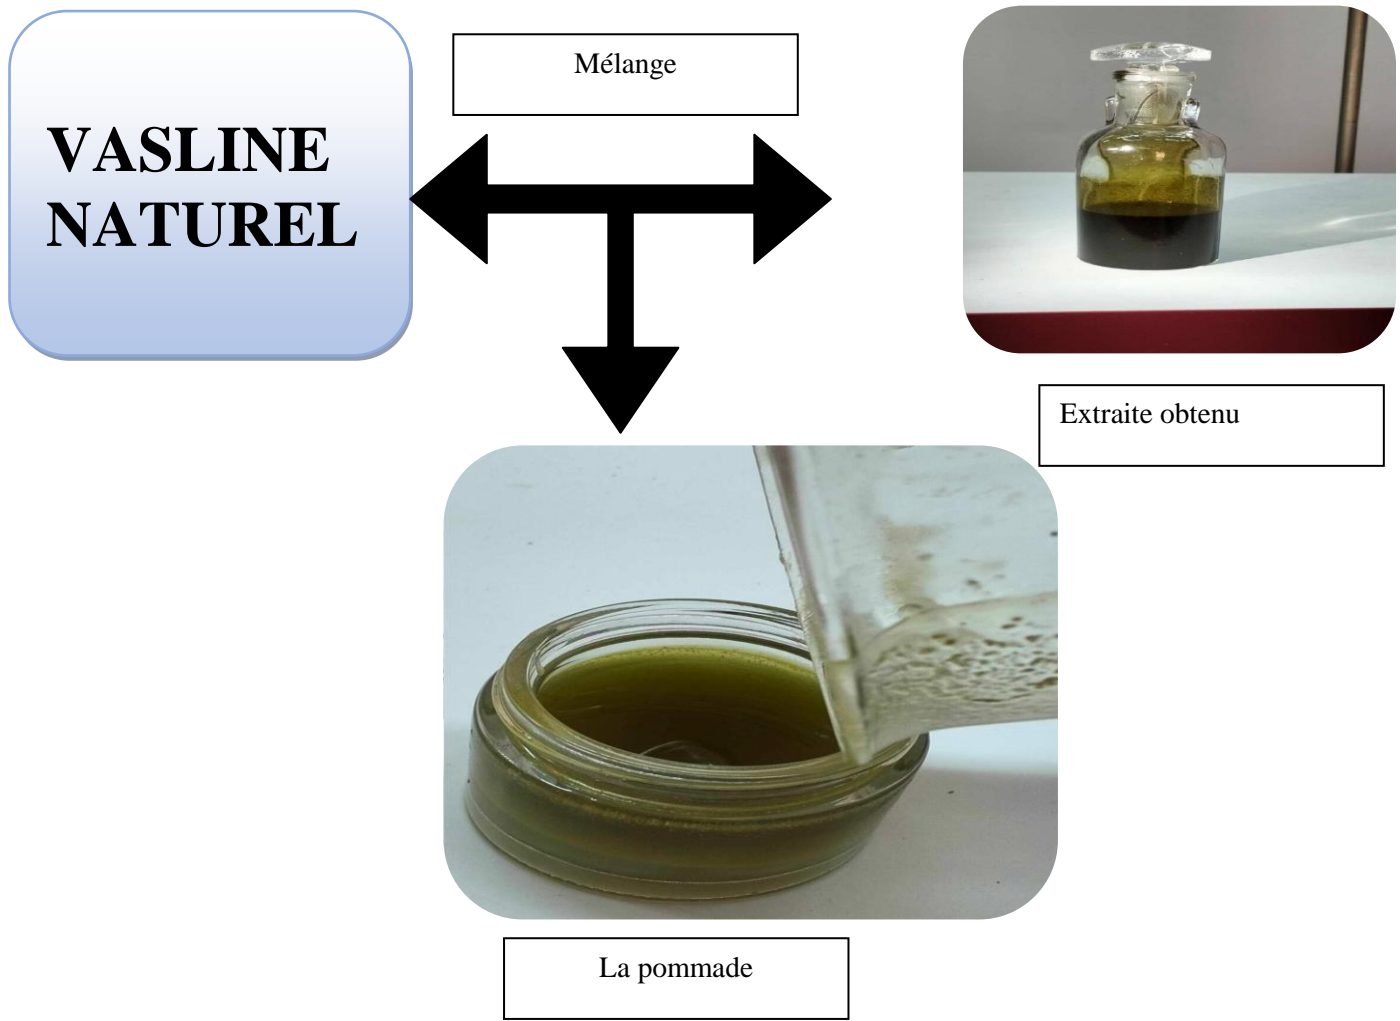 VASLINE
NATUREL
Mélange
Extraite obtenu
La pommade